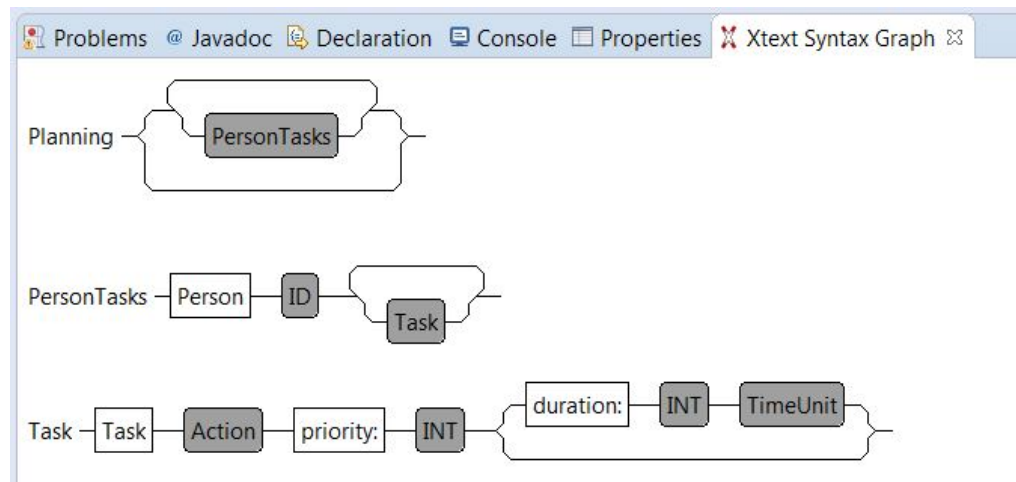 Problems @ Javadoc Declaration Console Properties Xtext Syntax Graph
Planning PersonTasks
PersonTasks Person ID Task
Task Task Action priority: INT duration: INT TimeUnit